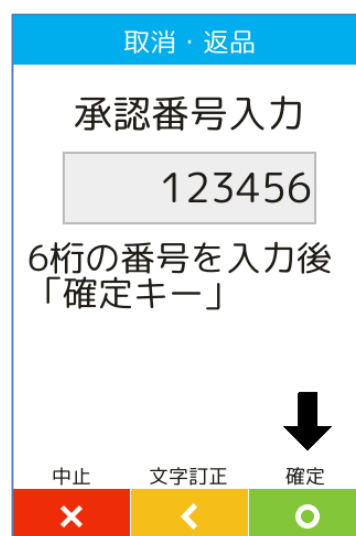 取消・返品
承認番号入力
123456
6桁の番号を入力後
「確定キー」
中止 文字訂正 確定